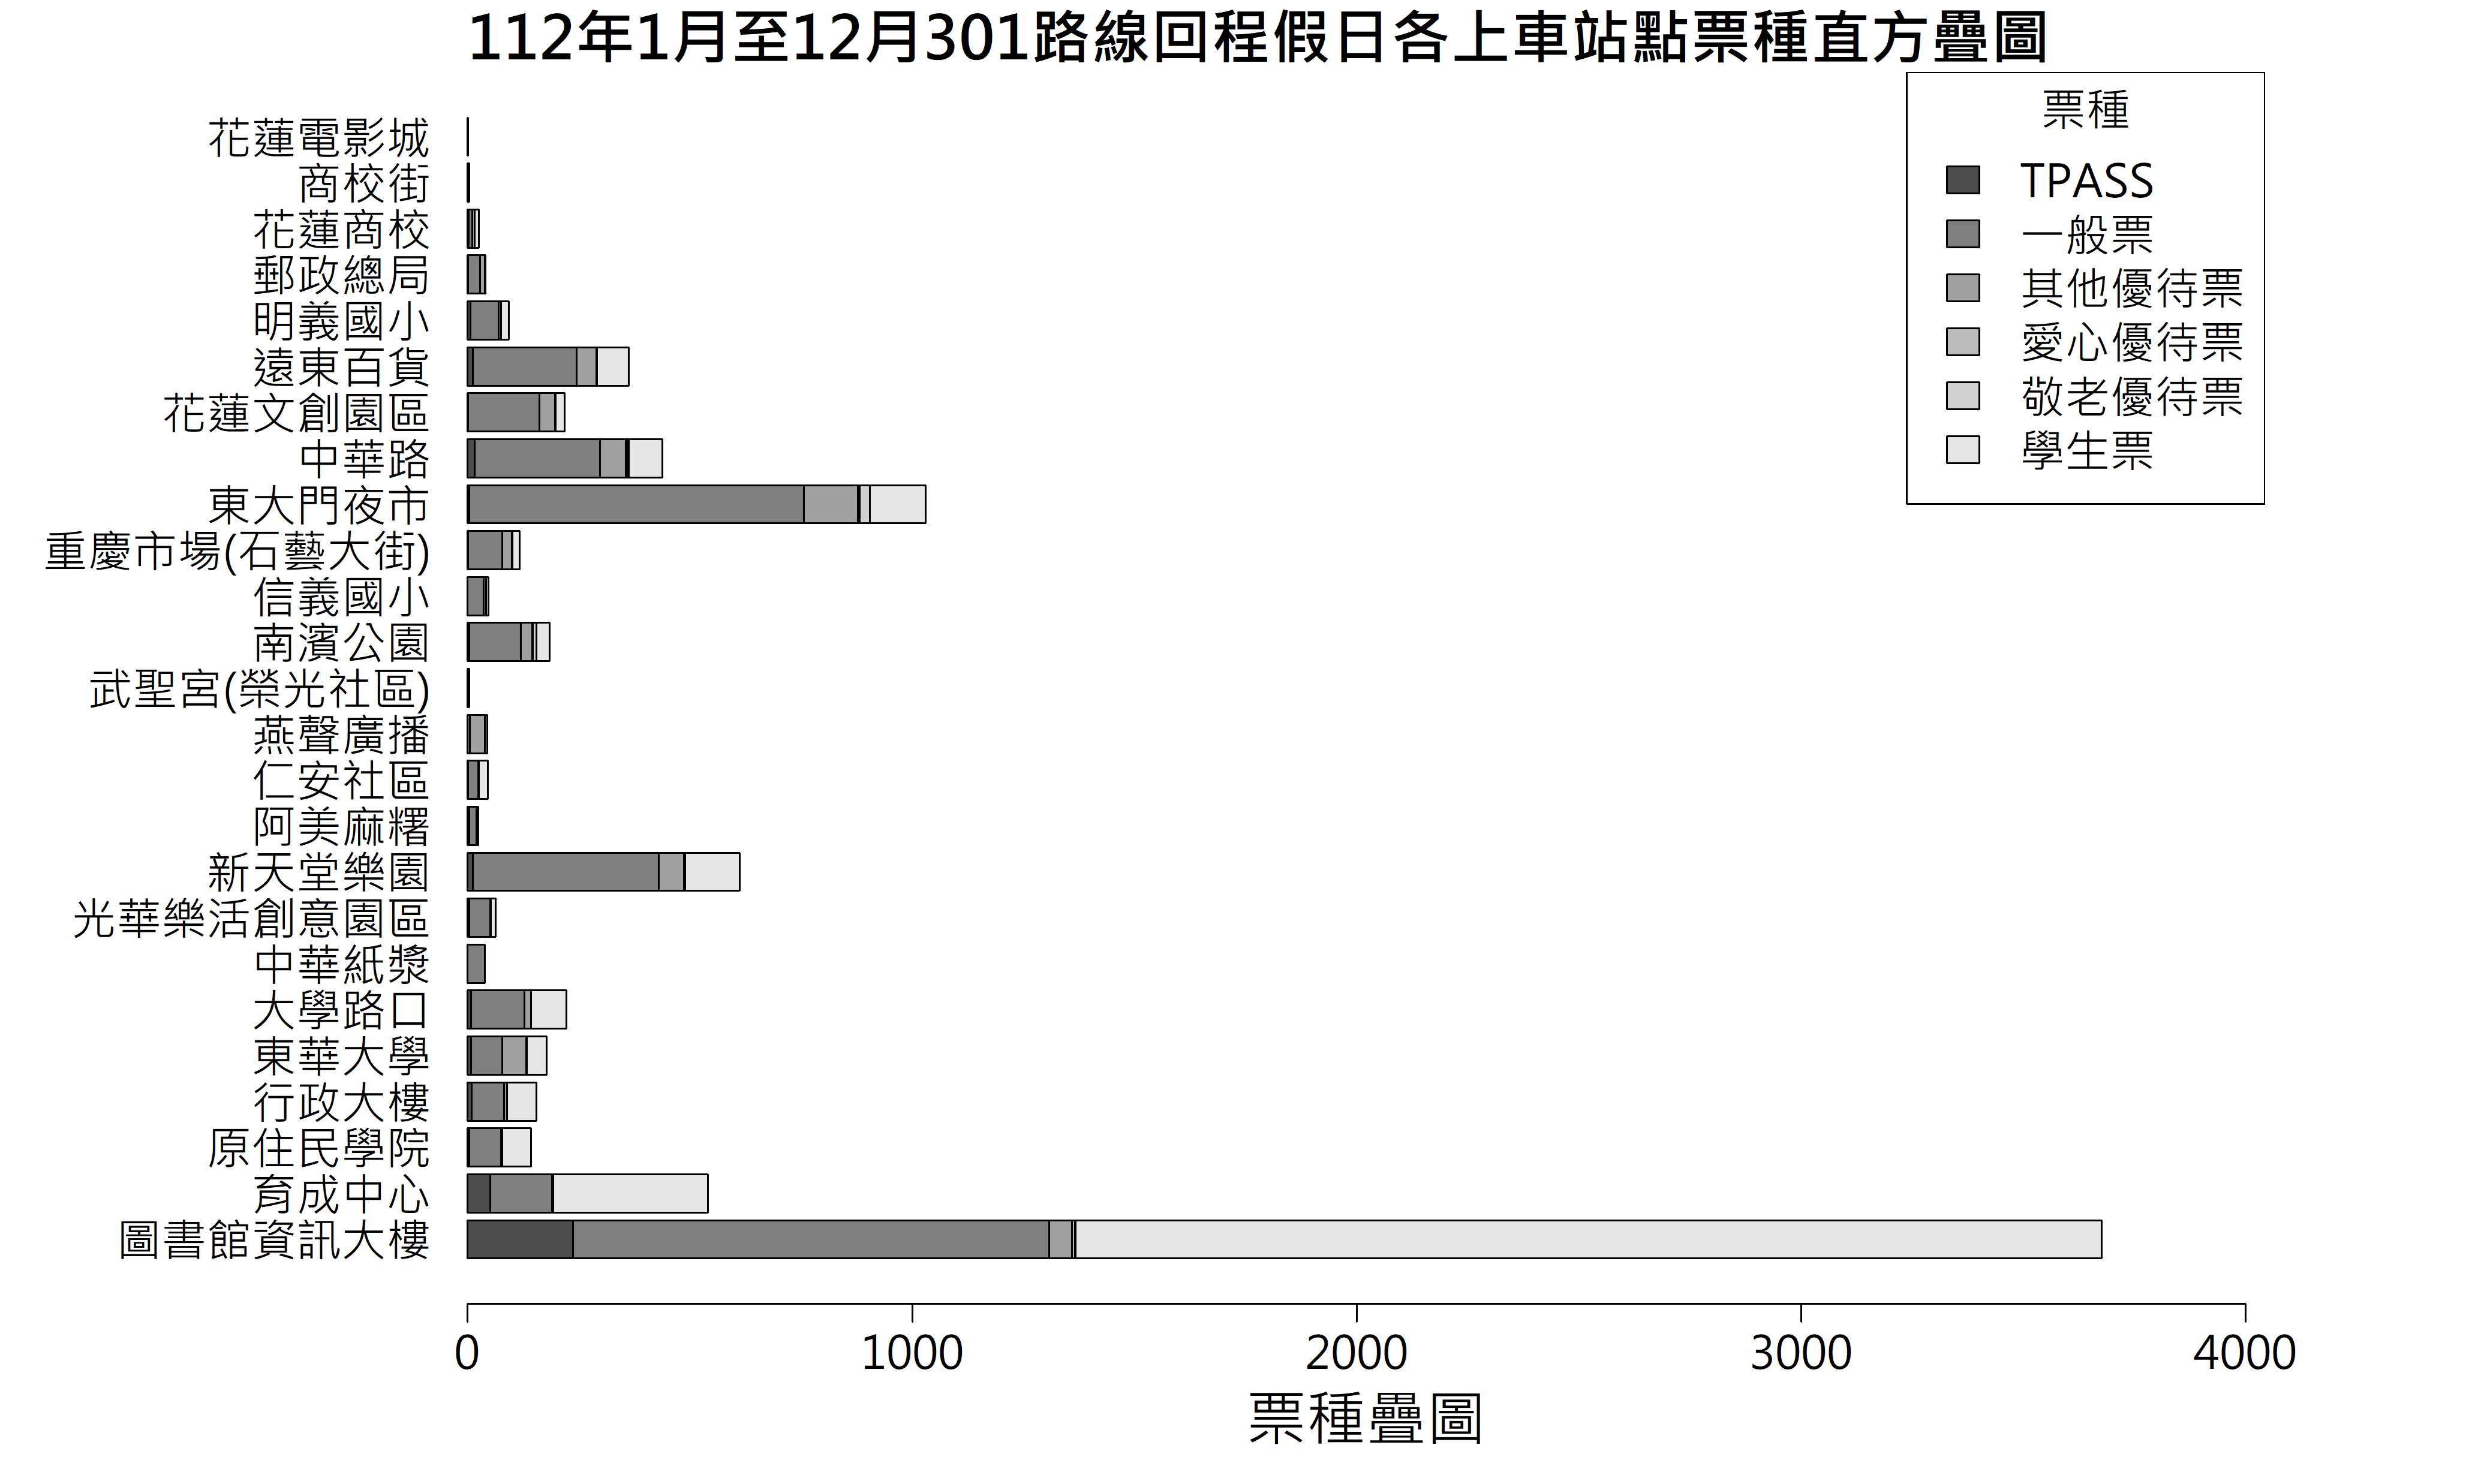 112年1月至12月301路線回程假日各上車站點票種直方疊圖
票種
TPASS
一般票
其他優待票
愛心優待票
敬老優待票
學生票
花蓮電影城
商校街
花蓮商校
郵政總局
明義國小
遠東百貨
花蓮文創園區
中華路
東大門夜市
重慶市場(石藝大街)
信義國小
南濱公園
武聖宮(榮光社區)
燕聲廣播
仁安社區
阿美麻糬
新天堂樂園
光華樂活創意園區
中華紙漿
大學路口
東華大學
行政大樓
原住民學院
育成中心
圖書館資訊大樓
0 1000 2000 3000 4000
票種疊圖